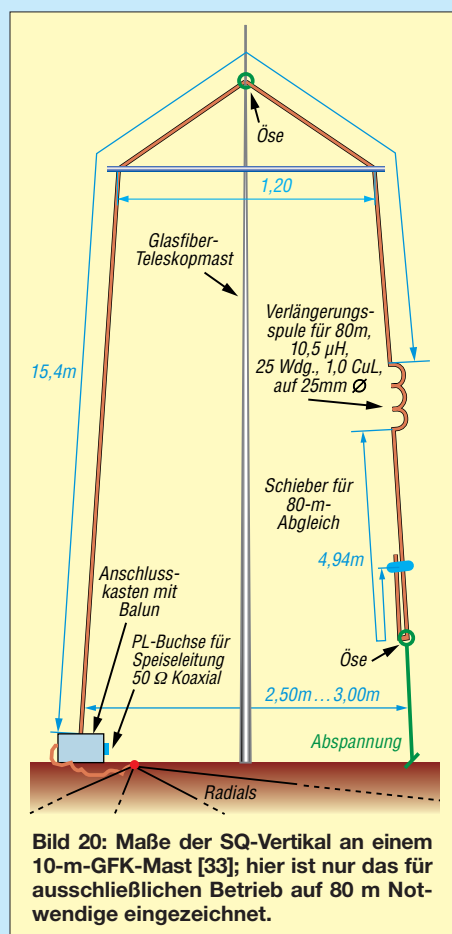 Öse
1,20
Glasfiber-
Teleskopmast
Verlängerungs-
spule für 80m,
10,5 µH,
25 Wdg., 1,0 CuL,
auf 25mm Ø
15,4m
Schieber für
80-m-
Abgleich
4,94m
Anschluss-
kasten mit
Balun
PL-Buchse für
Speiseleitung
50 Ω Koaxial
Öse
2,50m...3,00m
Abspannung
Radials
Bild 20: Maße der SQ-Vertikal an einem
10-m-GFK-Mast [33]; hier ist nur das für
ausschließlichen Betrieb auf 80 m Not-
wendige eingezeichnet.